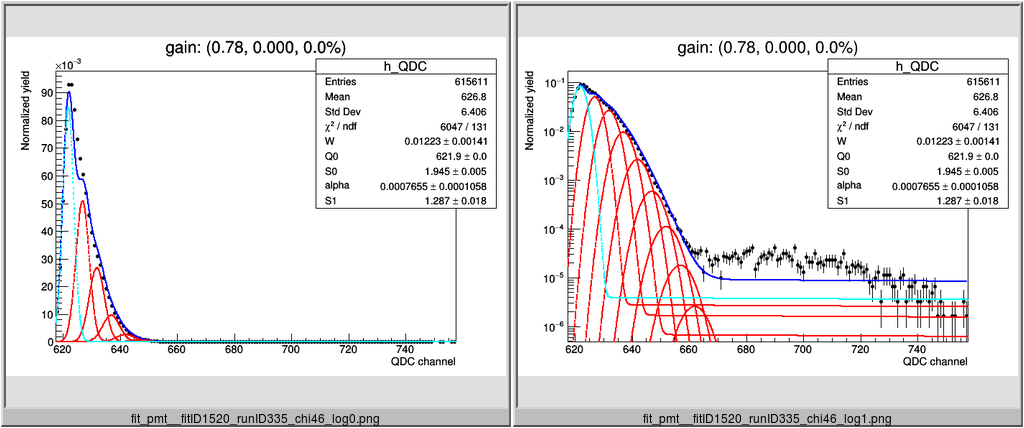 gain: (0.78, 0.000, 0.0%)
×10⁻³
Normalized yield
h_QDC
Entries 615611
Mean 626.8
Std Dev 6.406
χ² / ndf 6047 / 131
W 0.01223 ± 0.00141
Q0 621.9 ± 0.0
S0 1.945 ± 0.005
alpha 0.0007655 ± 0.0001058
S1 1.287 ± 0.018
90
80
70
60
50
40
30
20
10
0
620 640 660 680 700 720 740
QDC channel
fit_pmt__fitID1520_runID335_chi46_log0.png
gain: (0.78, 0.000, 0.0%)
Normalized yield
h_QDC
Entries 615611
Mean 626.8
Std Dev 6.406
χ² / ndf 6047 / 131
W 0.01223 ± 0.00141
Q0 621.9 ± 0.0
S0 1.945 ± 0.005
alpha 0.0007655 ± 0.0001058
S1 1.287 ± 0.018
10⁻¹
10⁻²
10⁻³
10⁻⁴
10⁻⁵
10⁻⁶
620 640 660 680 700 720 740
QDC channel
fit_pmt__fitID1520_runID335_chi46_log1.png